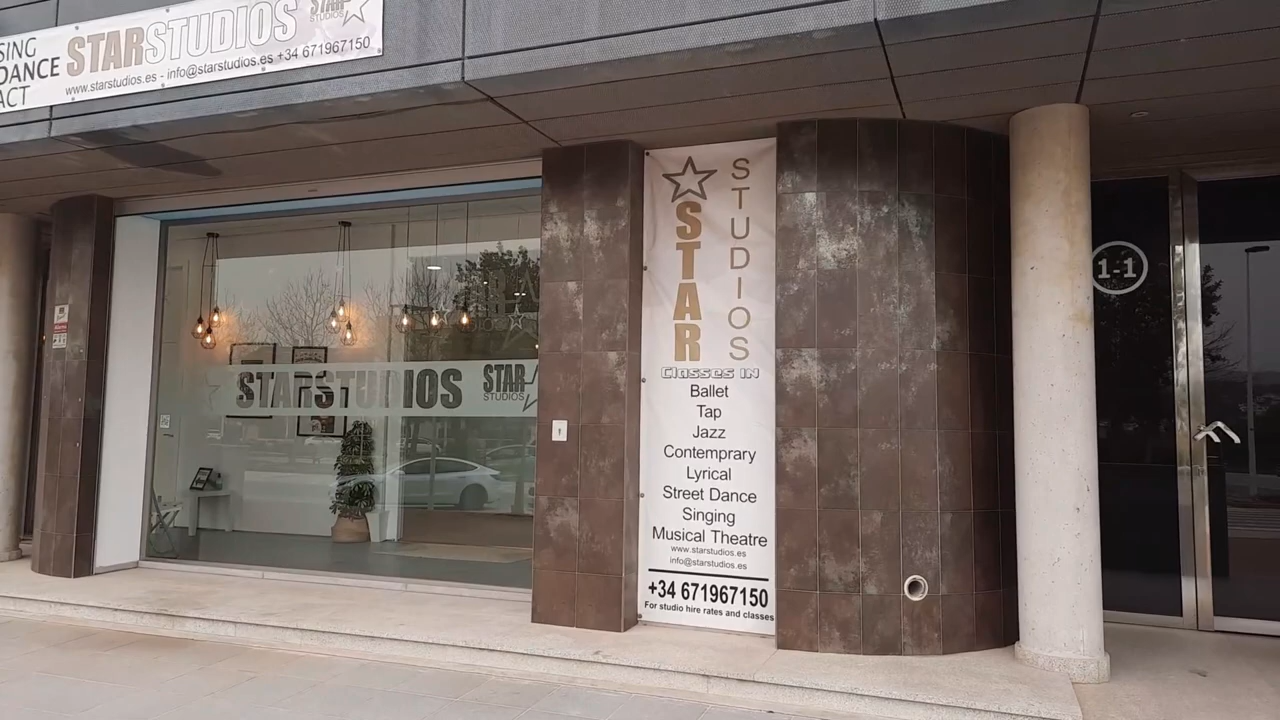 SING
DANCE
ACT
STARSTUDIOS
STAR
STUDIOS
www.starstudios.es - info@starstudios.es +34 671967150
STAR
STUDIOS
Classes IN
Ballet
Tap
Jazz
Contemprary
Lyrical
Street Dance
Singing
Musical Theatre
www.starstudios.es
info@starstudios.es
+34 671967150
For studio hire rates and classes
STARSTUDIOS
STAR
STUDIOS
1-1